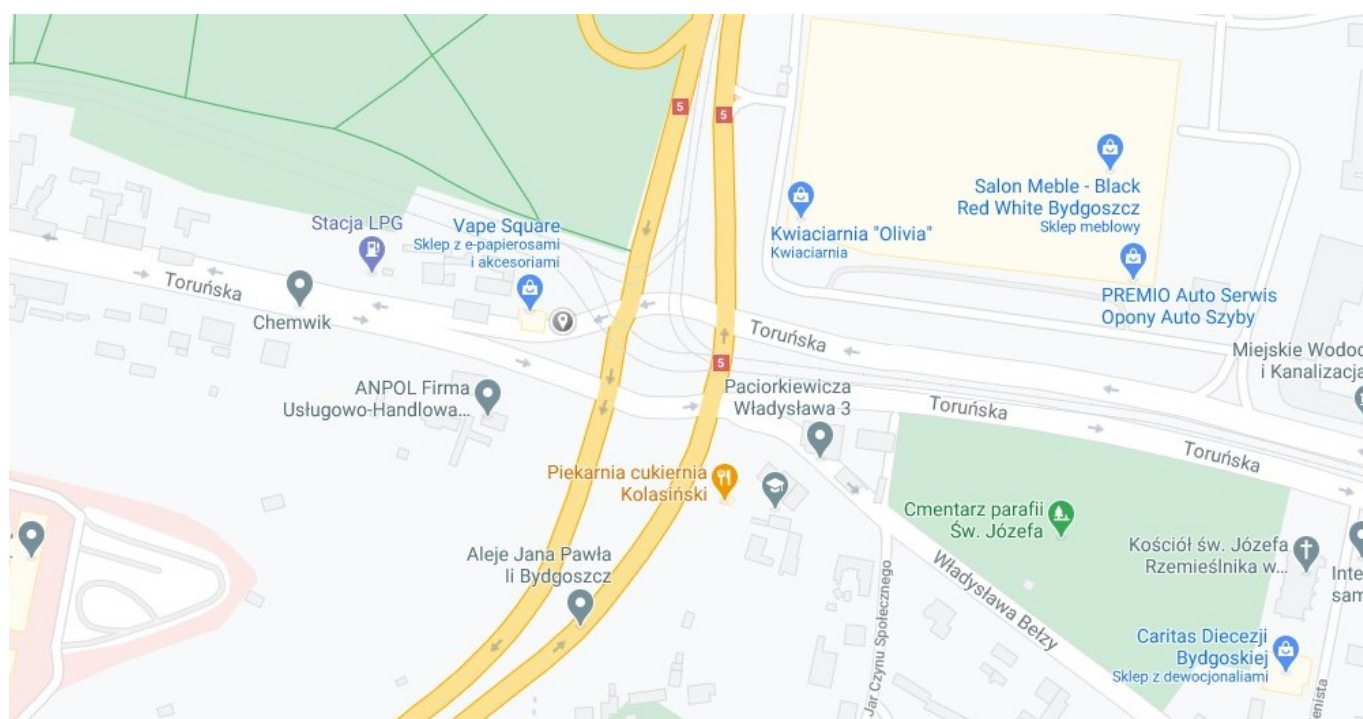 5
5
Salon Meble - Black
Red White Bydgoszcz
Sklep meblowy
Stacja LPG
Vape Square
Sklep z e-papierosami
i akcesoriami
Kwiaciarnia "Olivia"
Kwiaciarnia
Toruńska
Chemwik
PREMIO Auto Serwis
Opony Auto Szyby
Toruńska
Miejskie Wodoc
i Kanalizacja
5
ANPOL Firma
Usługowo-Handlowa...
Paciorkiewicza
Władysława 3
Toruńska
Toruńska
Piekarnia cukiernia
Kolasiński
Cmentarz parafii
Św. Józefa
Aleje Jana Pawła
Ii Bydgoszcz
Kościół św. Józefa
Rzemieślnika w...
Władysława Bełzy
Inte
sam
Jar Czynu Społecznego
Caritas Diecezji
Bydgoskiej
Sklep z dewocjonaliami
enista